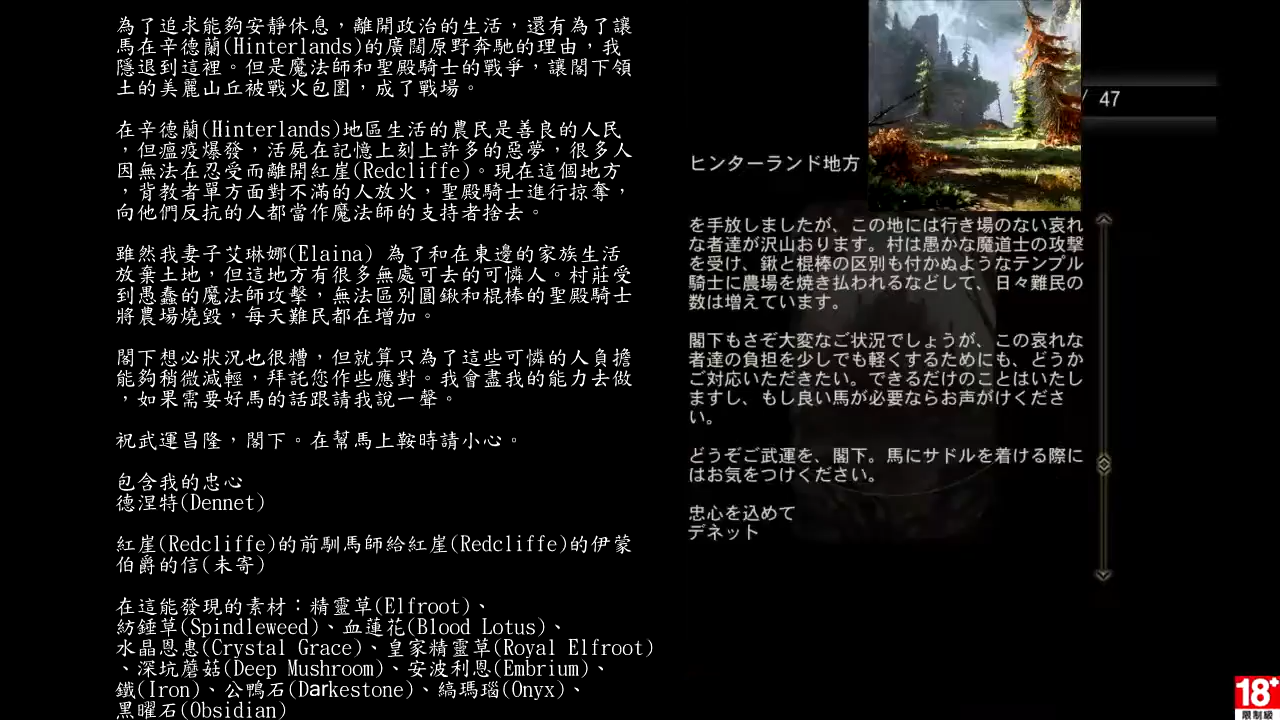 為了追求能夠安靜休息，離開政治的生活，還有為了讓
馬在辛德蘭(Hinterlands)的廣闊原野奔馳的理由，我
隱退到這裡。但是魔法師和聖殿騎士的戰爭，讓閣下領
土的美麗山丘被戰火包圍，成了戰場。
在辛德蘭(Hinterlands)地區生活的農民是善良的人民
，但瘟疫爆發，活屍在記憶上刻上許多的惡夢，很多人
因無法在忍受而離開紅崖(Redcliffe)。現在這個地方
，背教者單方面對不滿的人放火，聖殿騎士進行掠奪，
向他們反抗的人都當作魔法師的支持者捨去。
雖然我妻子艾琳娜(Elaina) 為了和在東邊的家族生活
放棄土地，但這地方有很多無處可去的可憐人。村莊受
到愚蠢的魔法師攻擊，無法區別圓鍬和棍棒的聖殿騎士
將農場燒毀，每天難民都在增加。
閣下想必狀況也很糟，但就算只為了這些可憐的人負擔
能夠稍微減輕，拜託您作些應對。我會盡我的能力去做
，如果需要好馬的話跟請我說一聲。
祝武運昌隆，閣下。在幫馬上鞍時請小心。
包含我的忠心
德涅特(Dennet)
紅崖(Redcliffe)的前馴馬師給紅崖(Redcliffe)的伊蒙
伯爵的信(未寄)
在這能發現的素材：精靈草(Elfroot)、
紡錘草(Spindleweed)、血蓮花(Blood Lotus)、
水晶恩惠(Crystal Grace)、皇家精靈草(Royal Elfroot)
、深坑蘑菇(Deep Mushroom)、安波利恩(Embrium)、
鐵(Iron)、公鴨石(Darkestone)、縞瑪瑙(Onyx)、
黑曜石(Obsidian)
/ 47
ヒンターランド地方
を手放しましたが、この地には行き場のない哀れ
な者達が沢山おります。村は愚かな魔道士の攻撃
を受け、鍬と棍棒の区別も付かぬようなテンプル
騎士に農場を焼き払われるなどして、日々難民の
数は増えています。
閣下もさぞ大変なご状況でしょうが、この哀れな
者達の負担を少しでも軽くするためにも、どうか
ご対応いただきたい。できるだけのことはいたし
ますし、もし良い馬が必要ならお声がけくださ
い。
どうぞご武運を、閣下。馬にサドルを着ける際に
はお気をつけください。
忠心を込めて
デネット
18+
限制級